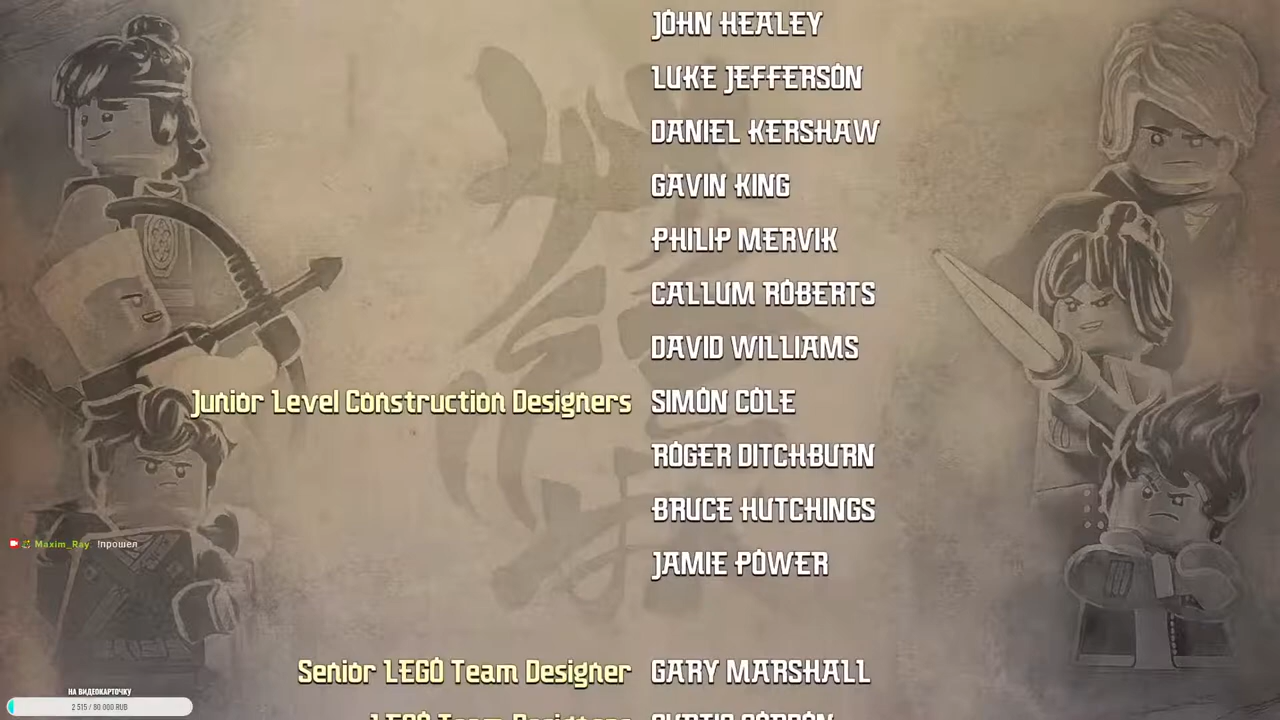 JOHN HEALEY
LUKE JEFFERSON
DANIEL KERSHAW
GAVIN KING
PHILIP MERVIK
CALLUM ROBERTS
DAVID WILLIAMS
Junior Level Construction Designers SIMON COLE
ROGER DITCHBURN
BRUCE HUTCHINGS
Maxim_Ray: !прошел
JAMIE POWER
Senior LEGO Team Designer GARY MARSHALL
НА ВИДЕОКАРТОЧКУ
2 515 / 80 000 RUB